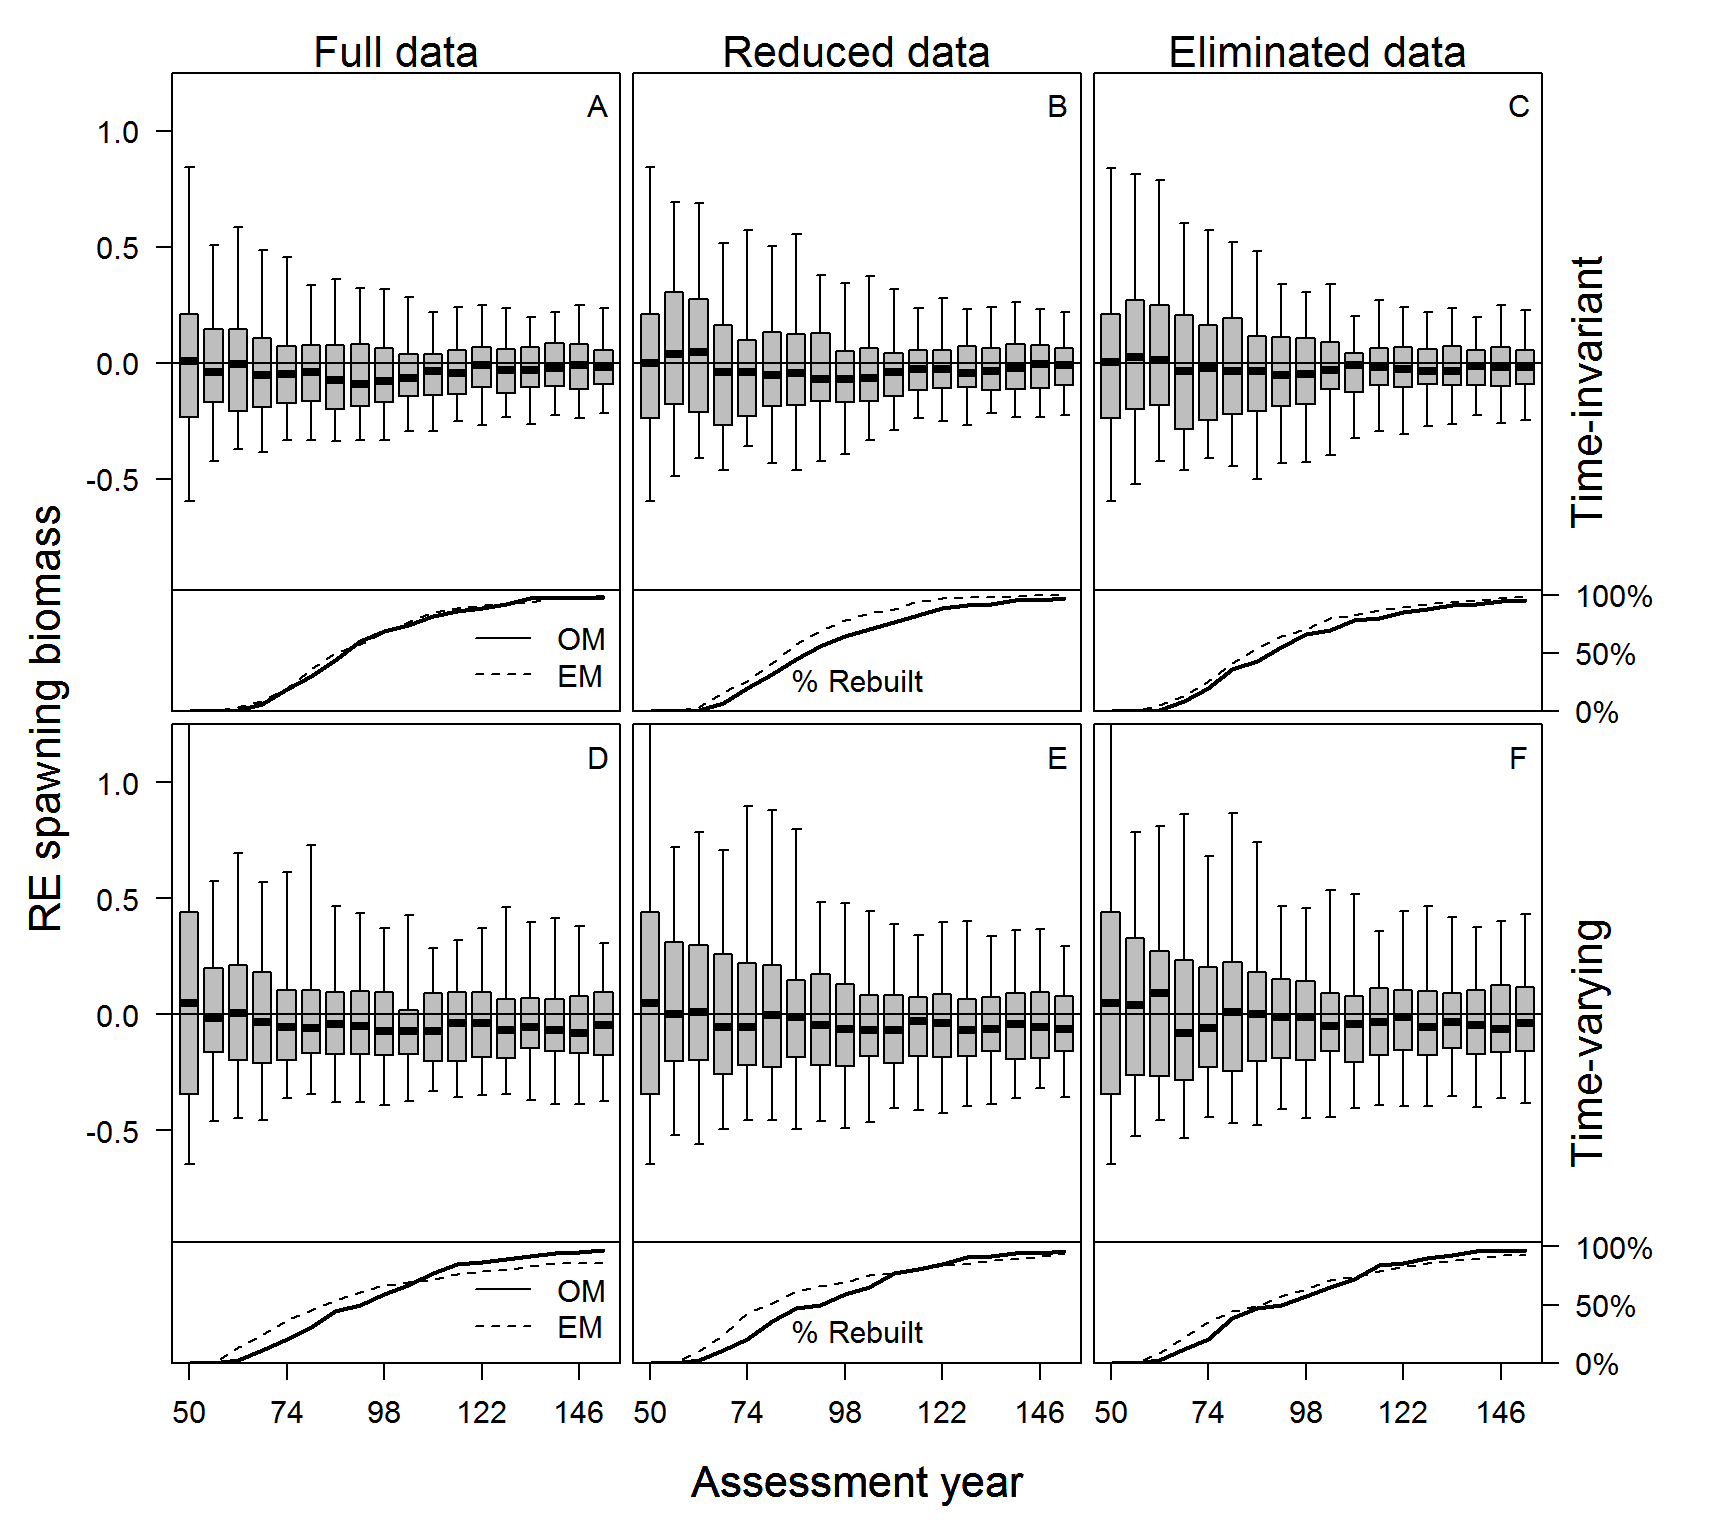 Full data
Reduced data
Eliminated data
A
B
C
1.0
0.5
0.0
-0.5
Time-invariant
OM
EM
% Rebuilt
100%
50%
0%
D
E
F
1.0
0.5
0.0
-0.5
RE spawning biomass
Time-varying
OM
EM
% Rebuilt
100%
50%
0%
50 74 98 122 146
50 74 98 122 146
50 74 98 122 146
Assessment year